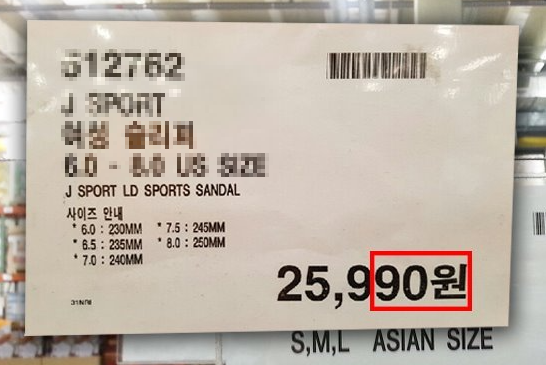 512762
J SPORT
여성 슬리퍼
6.0 - 8.0 US SIZE
J SPORT LD SPORTS SANDAL
사이즈 안내
* 6.0 : 230MM * 7.5 : 245MM
* 6.5 : 235MM * 8.0 : 250MM
* 7.0 : 240MM
25,990원
S,M,L ASIAN SIZE